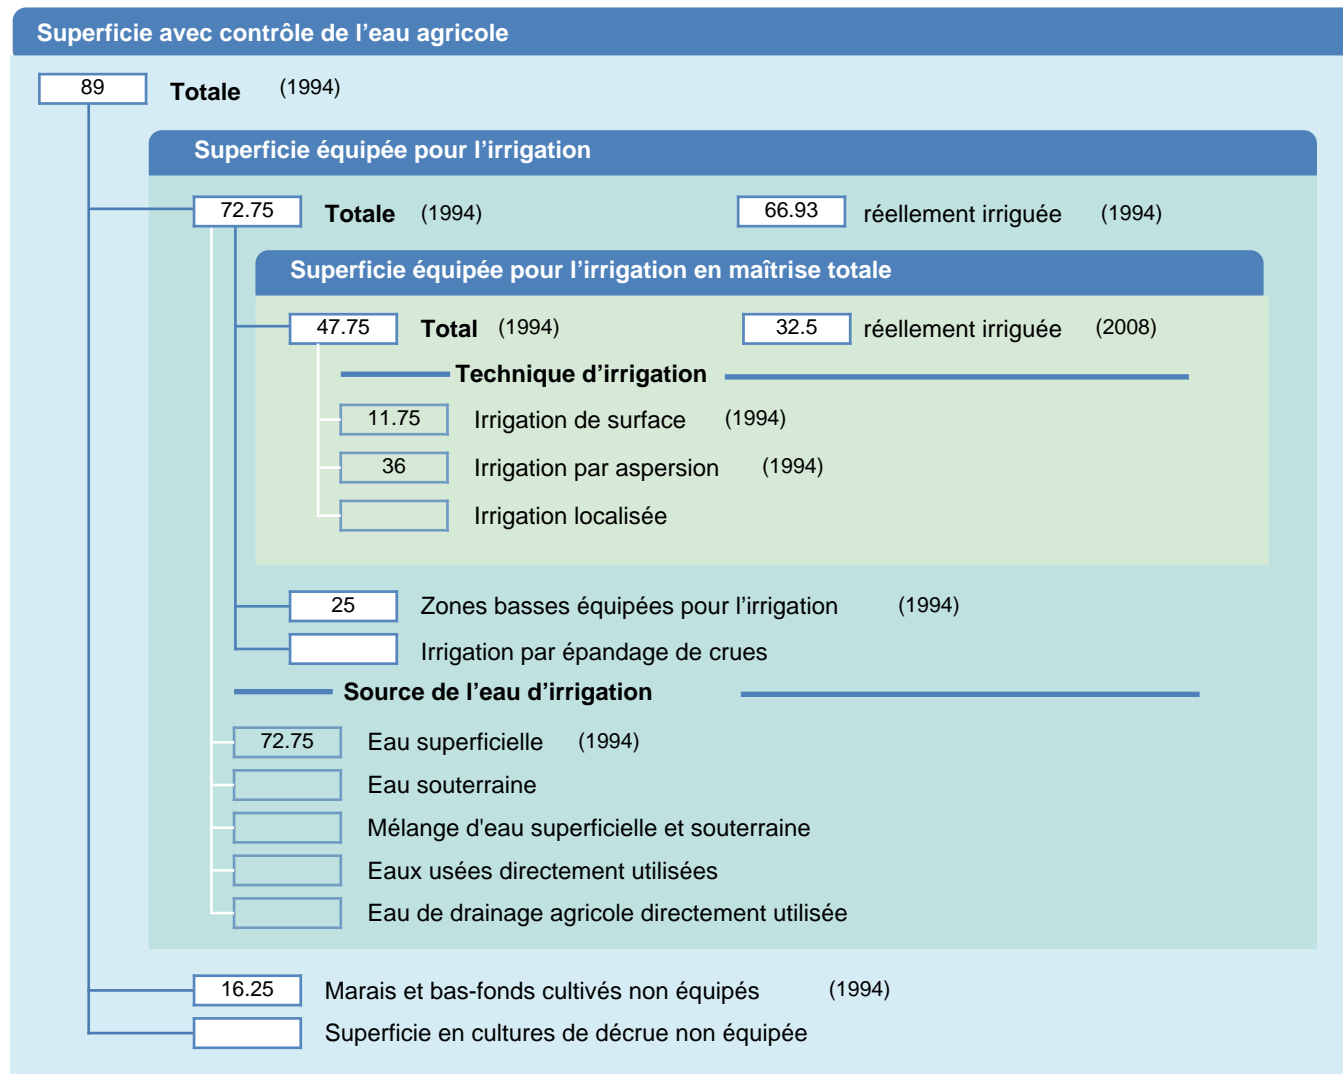 Superficie avec contrôle de l'eau agricole
89 Totale (1994)
Superficie équipée pour l'irrigation
72.75 Totale (1994) 66.93 réellement irriguée (1994)
Superficie équipée pour l'irrigation en maîtrise totale
47.75 Total (1994) 32.5 réellement irriguée (2008)
Technique d'irrigation
11.75 Irrigation de surface (1994)
36 Irrigation par aspersion (1994)
Irrigation localisée
25 Zones basses équipées pour l'irrigation (1994)
Irrigation par épandage de crues
Source de l'eau d'irrigation
72.75 Eau superficielle (1994)
Eau souterraine
Mélange d'eau superficielle et souterraine
Eaux usées directement utilisées
Eau de drainage agricole directement utilisée
16.25 Marais et bas-fonds cultivés non équipés (1994)
Superficie en cultures de décrue non équipée